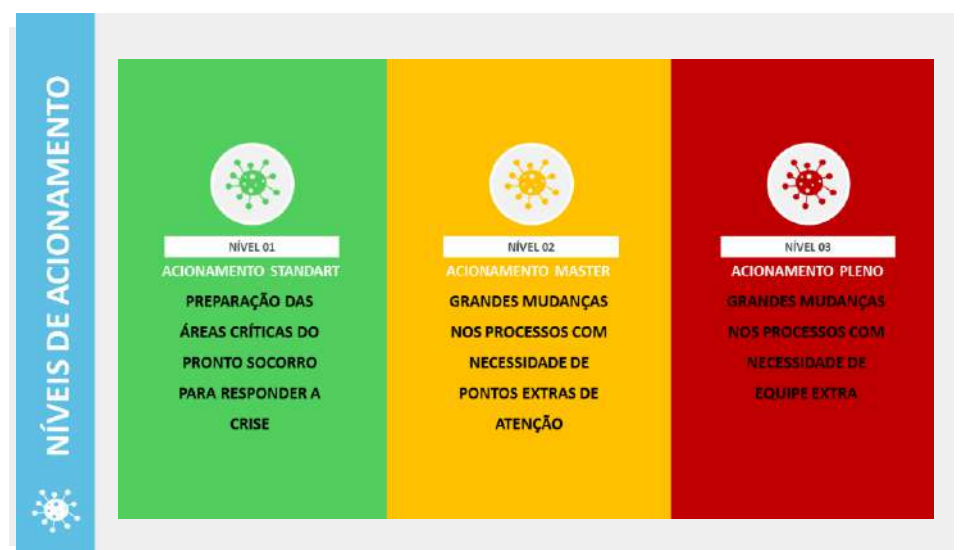 NÍVEIS DE ACIONAMENTO
NÍVEL 01
ACIONAMENTO STANDART
PREPARAÇÃO DAS
ÁREAS CRÍTICAS DO
PRONTO SOCORRO
PARA RESPONDER A
CRISE
NÍVEL 02
ACIONAMENTO MASTER
GRANDES MUDANÇAS
NOS PROCESSOS COM
NECESSIDADE DE
PONTOS EXTRAS DE
ATENÇÃO
NÍVEL 03
ACIONAMENTO PLENO
GRANDES MUDANÇAS
NOS PROCESSOS COM
NECESSIDADE DE
EQUIPE EXTRA